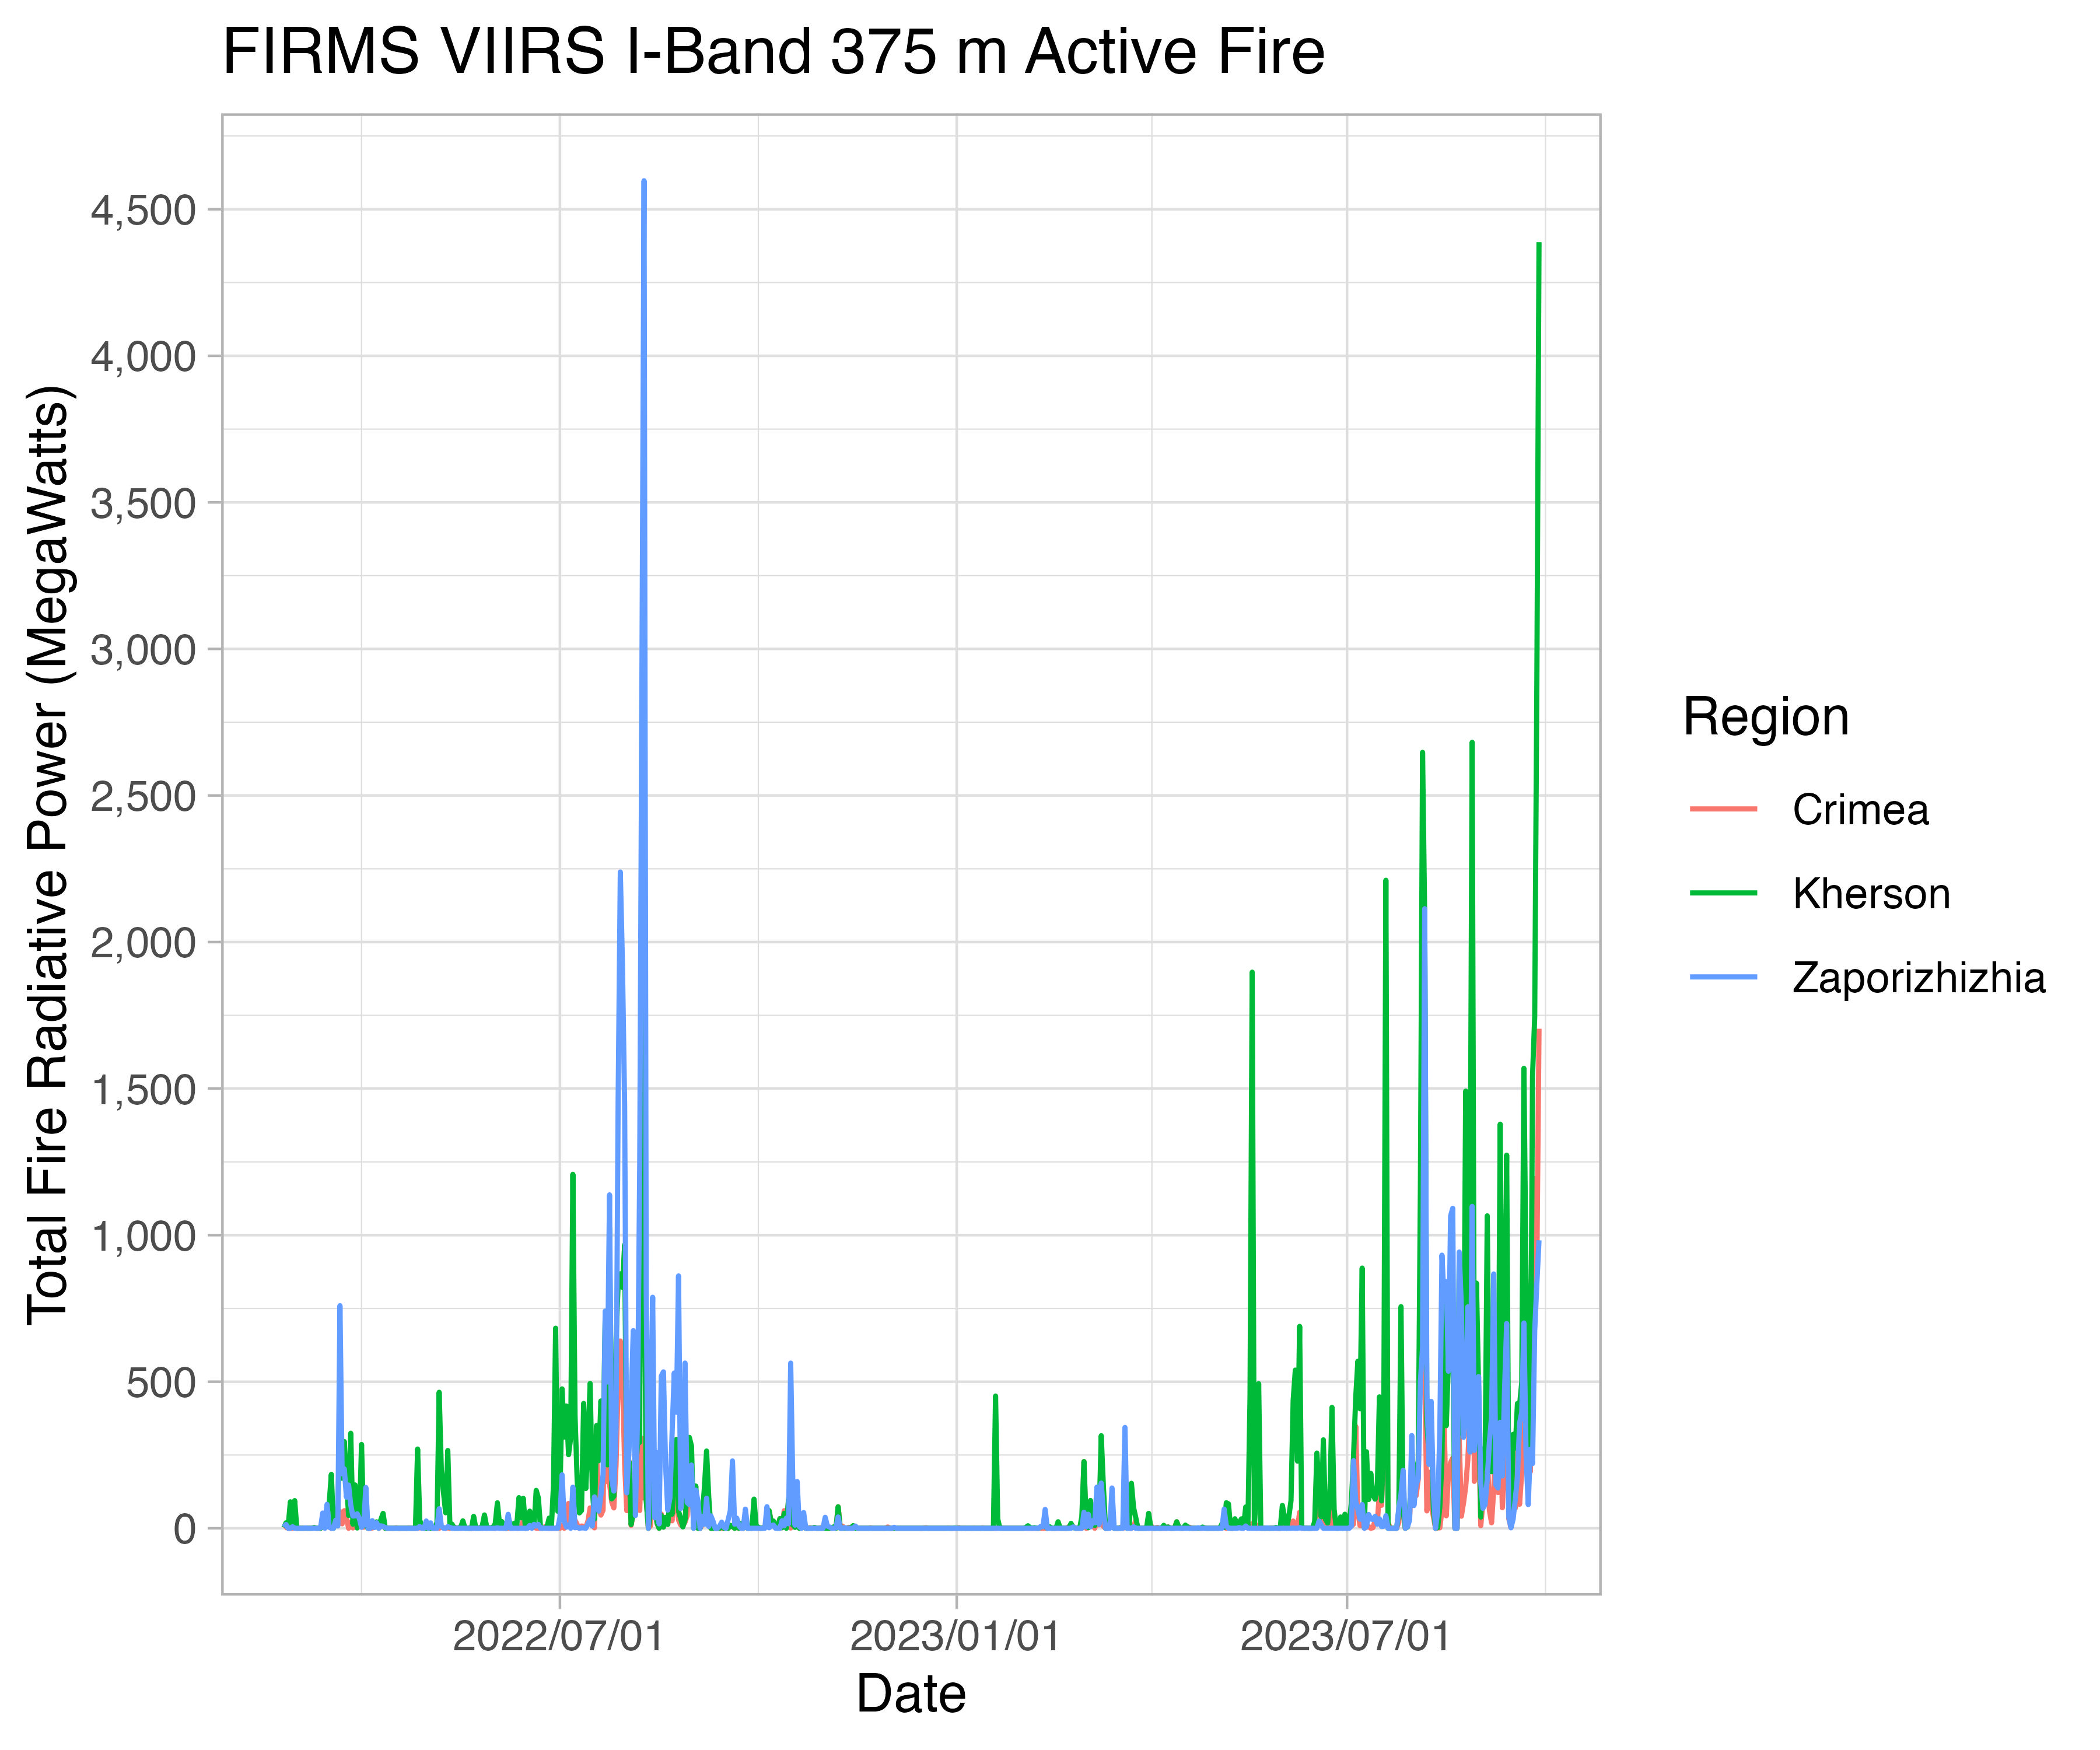 FIRMS VIIRS I-Band 375 m Active Fire
Total Fire Radiative Power (MegaWatts)
4,500
4,000
3,500
3,000
2,500
2,000
1,500
1,000
500
0
2022/07/01
2023/01/01
2023/07/01
Date
Region
Crimea
Kherson
Zaporizhizhia